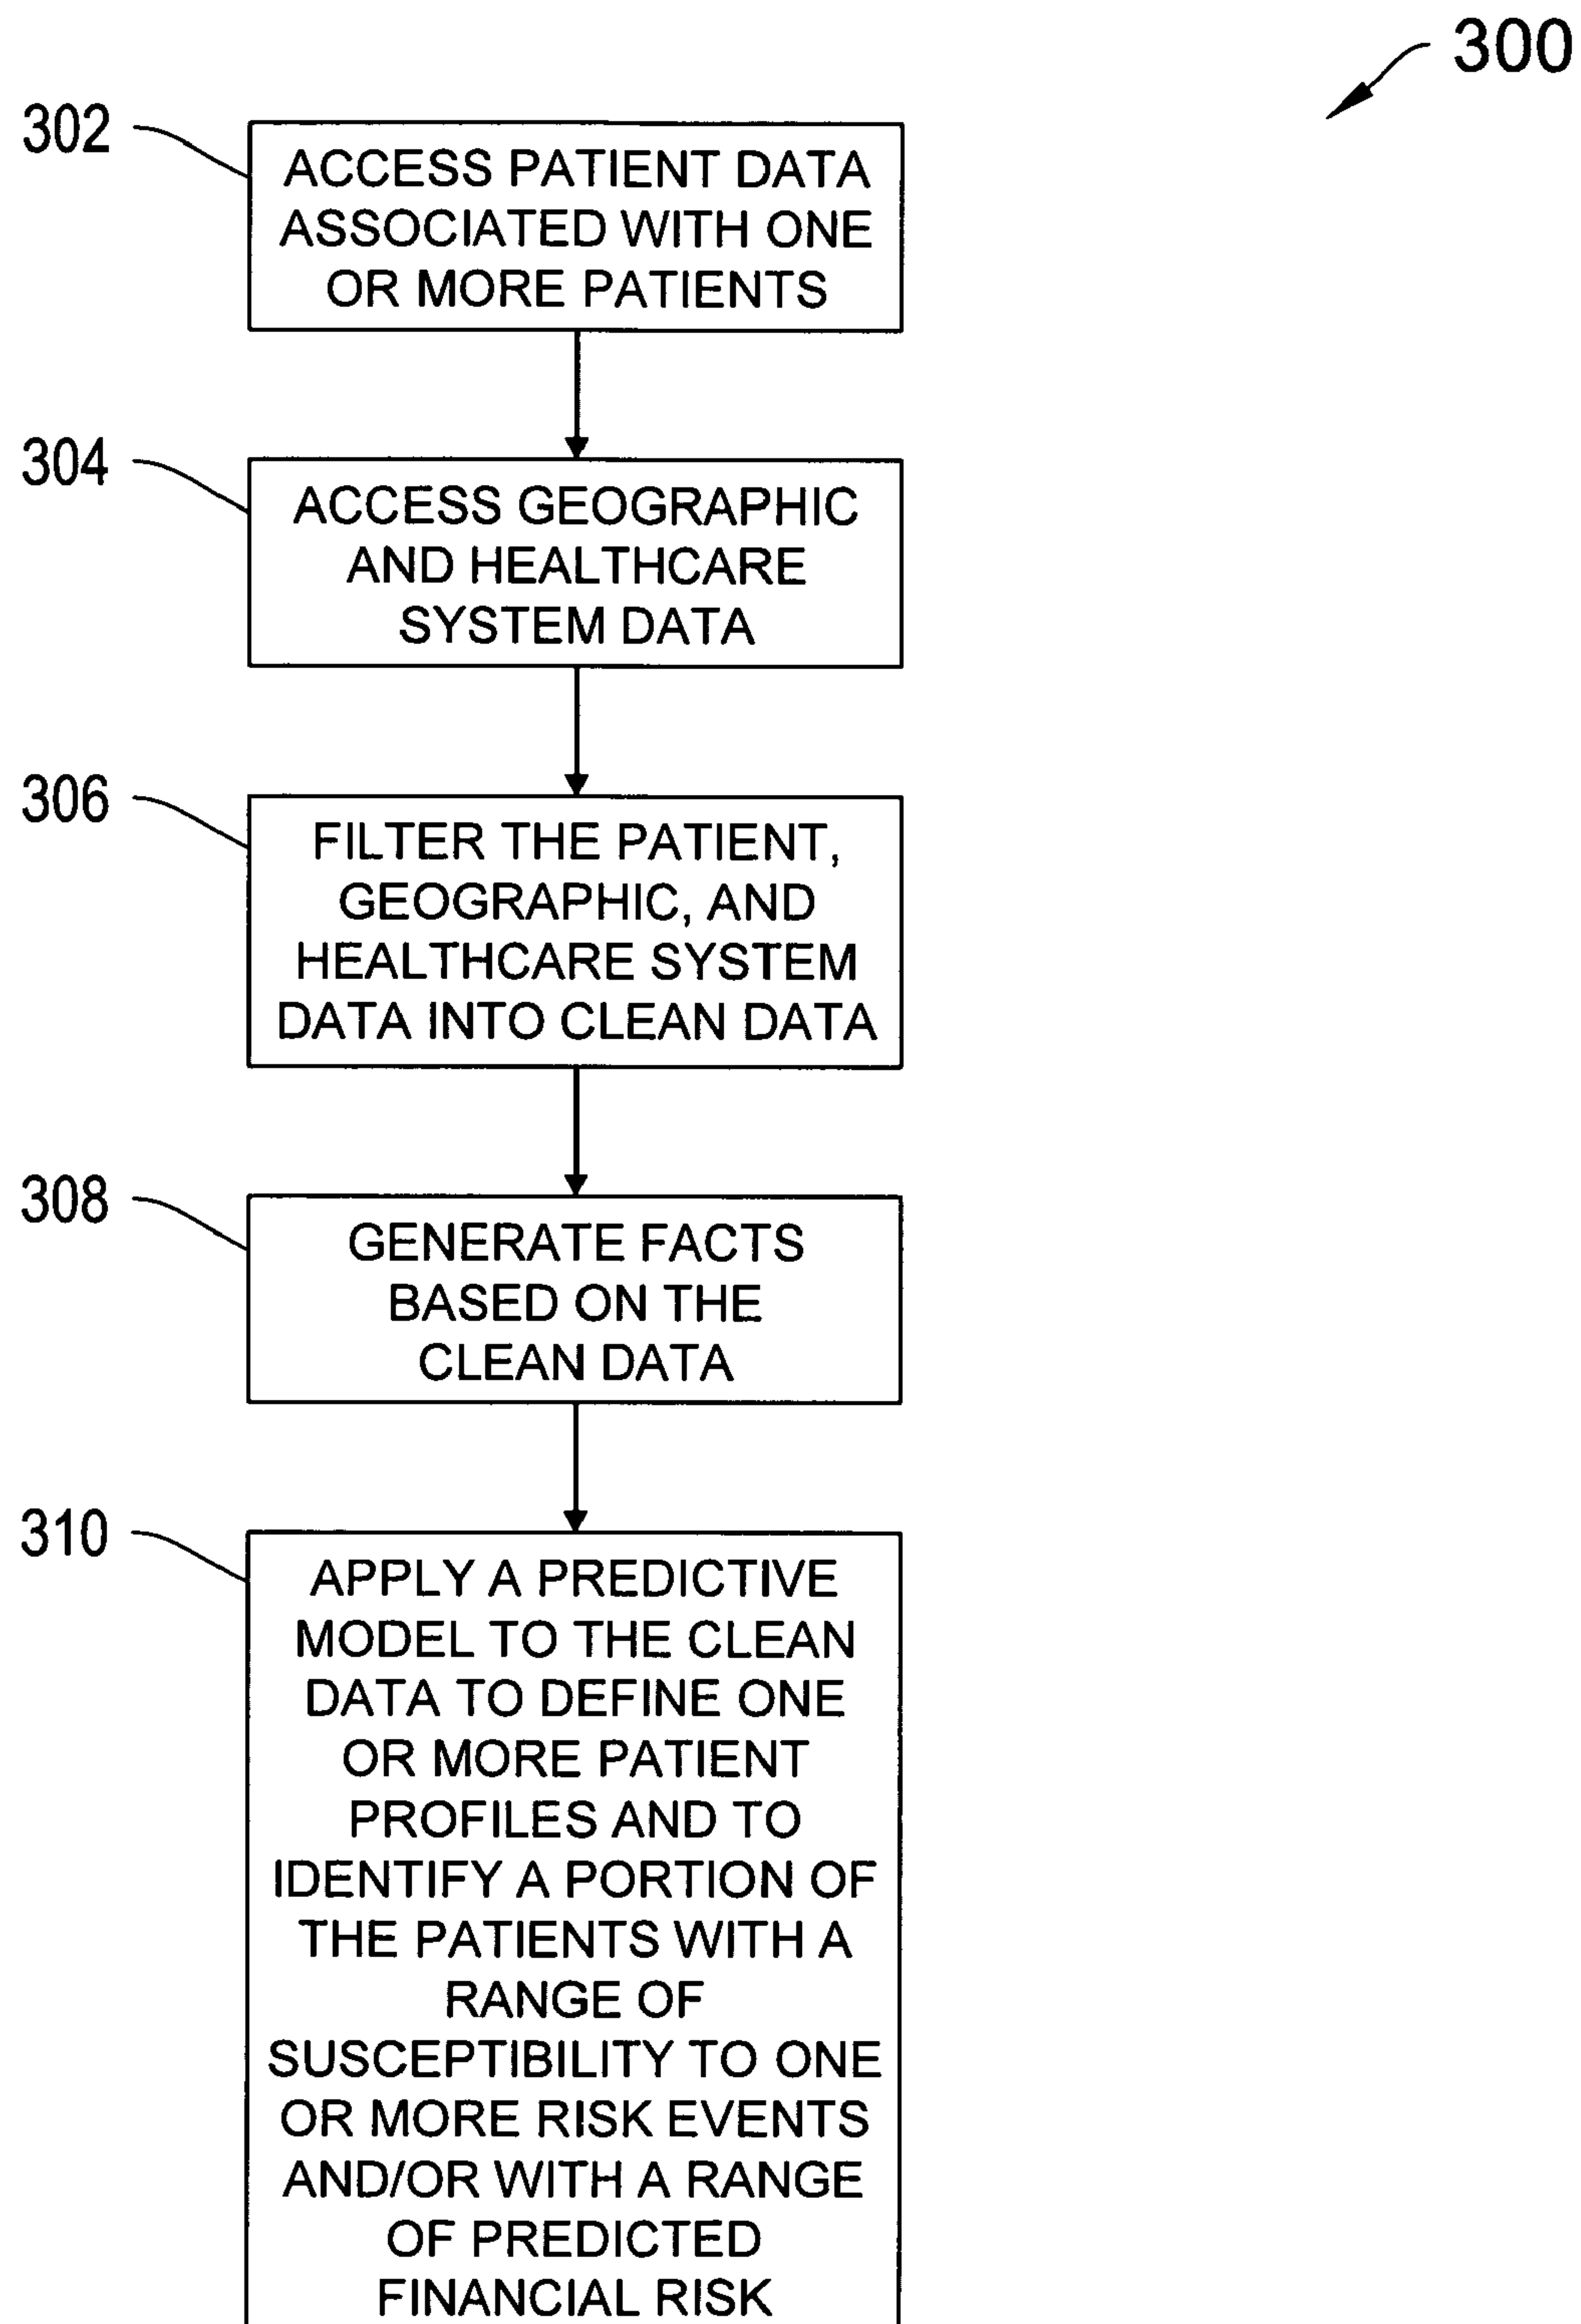 300
302
ACCESS PATIENT DATA
ASSOCIATED WITH ONE
OR MORE PATIENTS
304
ACCESS GEOGRAPHIC
AND HEALTHCARE
SYSTEM DATA
306
FILTER THE PATIENT,
GEOGRAPHIC, AND
HEALTHCARE SYSTEM
DATA INTO CLEAN DATA
308
GENERATE FACTS
BASED ON THE
CLEAN DATA
310
APPLY A PREDICTIVE
MODEL TO THE CLEAN
DATA TO DEFINE ONE
OR MORE PATIENT
PROFILES AND TO
IDENTIFY A PORTION OF
THE PATIENTS WITH A
RANGE OF
SUSCEPTIBILITY TO ONE
OR MORE RISK EVENTS
AND/OR WITH A RANGE
OF PREDICTED
FINANCIAL RISK